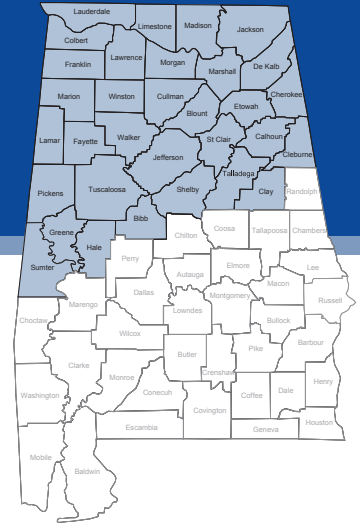 Lauderdale
Limestone
Madison
Jackson
Colbert
Lawrence
Franklin
Morgan
Marshall
De Kalb
Marion
Winston
Cullman
Blount
Etowah
Cherokee
Lamar
Fayette
Walker
St Clair
Calhoun
Jefferson
Cleburne
Talladega
Pickens
Tuscaloosa
Shelby
Clay
Randolph
Bibb
Greene
Hale
Chilton
Coosa
Tallapoosa
Chambers
Sumter
Perry
Autauga
Elmore
Lee
Macon
Marengo
Dallas
Montgomery
Russell
Lowndes
Choctaw
Bullock
Wilcox
Barbour
Butler
Pike
Clarke
Crenshaw
Monroe
Conecuh
Coffee
Dale
Henry
Washington
Covington
Escambia
Geneva
Houston
Mobile
Baldwin